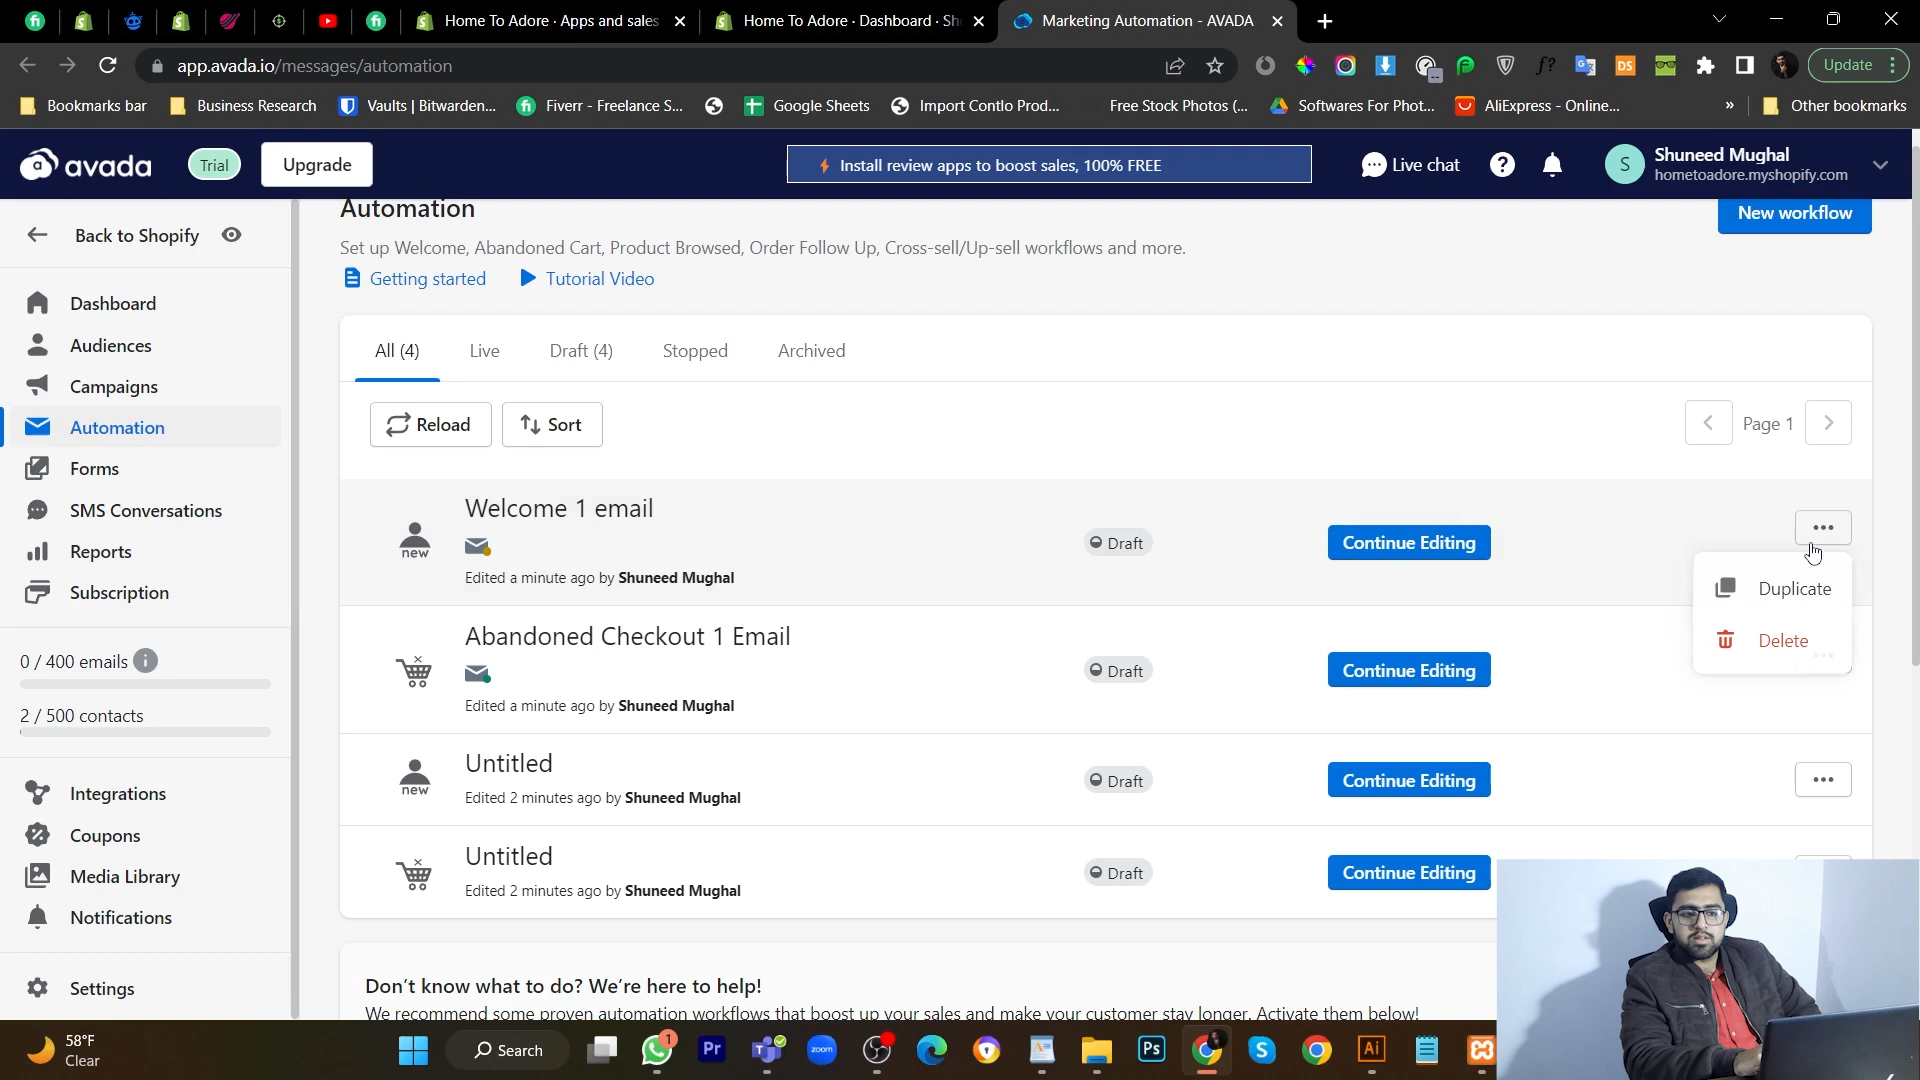 Home To Adore · Apps and sales
Home To Adore · Dashboard · Sh
Marketing Automation - AVADA
app.avada.io/messages/automation
Update
Bookmarks bar
Business Research
Vaults | Bitwarden...
Fiverr - Freelance S...
Google Sheets
Import Contlo Prod...
Free Stock Photos (...
Softwares For Phot...
AliExpress - Online...
»
Other bookmarks
avada
Trial
Upgrade
Install review apps to boost sales, 100% FREE
Live chat
S
Shuneed Mughal
hometoadore.myshopify.com
Back to Shopify
Dashboard
Audiences
Campaigns
Automation
Forms
SMS Conversations
Reports
Subscription
0 / 400 emails
2 / 500 contacts
Integrations
Coupons
Media Library
Notifications
Settings
Automation
New workflow
Set up Welcome, Abandoned Cart, Product Browsed, Order Follow Up, Cross-sell/Up-sell workflows and more.
Getting started
Tutorial Video
All (4)
Live
Draft (4)
Stopped
Archived
Reload
Sort
Page 1
new
Welcome 1 email
Edited a minute ago by Shuneed Mughal
Draft
Continue Editing
Duplicate
Delete
Abandoned Checkout 1 Email
Edited a minute ago by Shuneed Mughal
Draft
Continue Editing
new
Untitled
Edited 2 minutes ago by Shuneed Mughal
Draft
Continue Editing
Untitled
Edited 2 minutes ago by Shuneed Mughal
Draft
Continue Editing
Don't know what to do? We're here to help!
We recommend some proven automation workflows that boost up your sales and make your customer stay longer. Activate them below!
58°F
Clear
Search
1
Pr
zoom
Ps
S
Ai